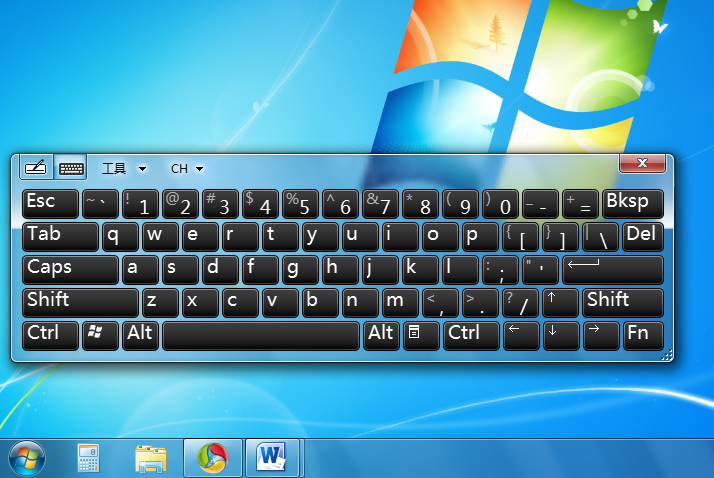 工具 CH
Esc ~ ` ! 1 @ 2 # 3 $ 4 % 5 ^ 6 & 7 * 8 ( 9 ) 0 _ - + = Bksp
Tab q w e r t y u i o p { [ } ] | \ Del
Caps a s d f g h j k l : ; " '
Shift z x c v b n m < , > . ? / ↑ Shift
Ctrl Alt Alt Ctrl ← ↓ → Fn
0 W